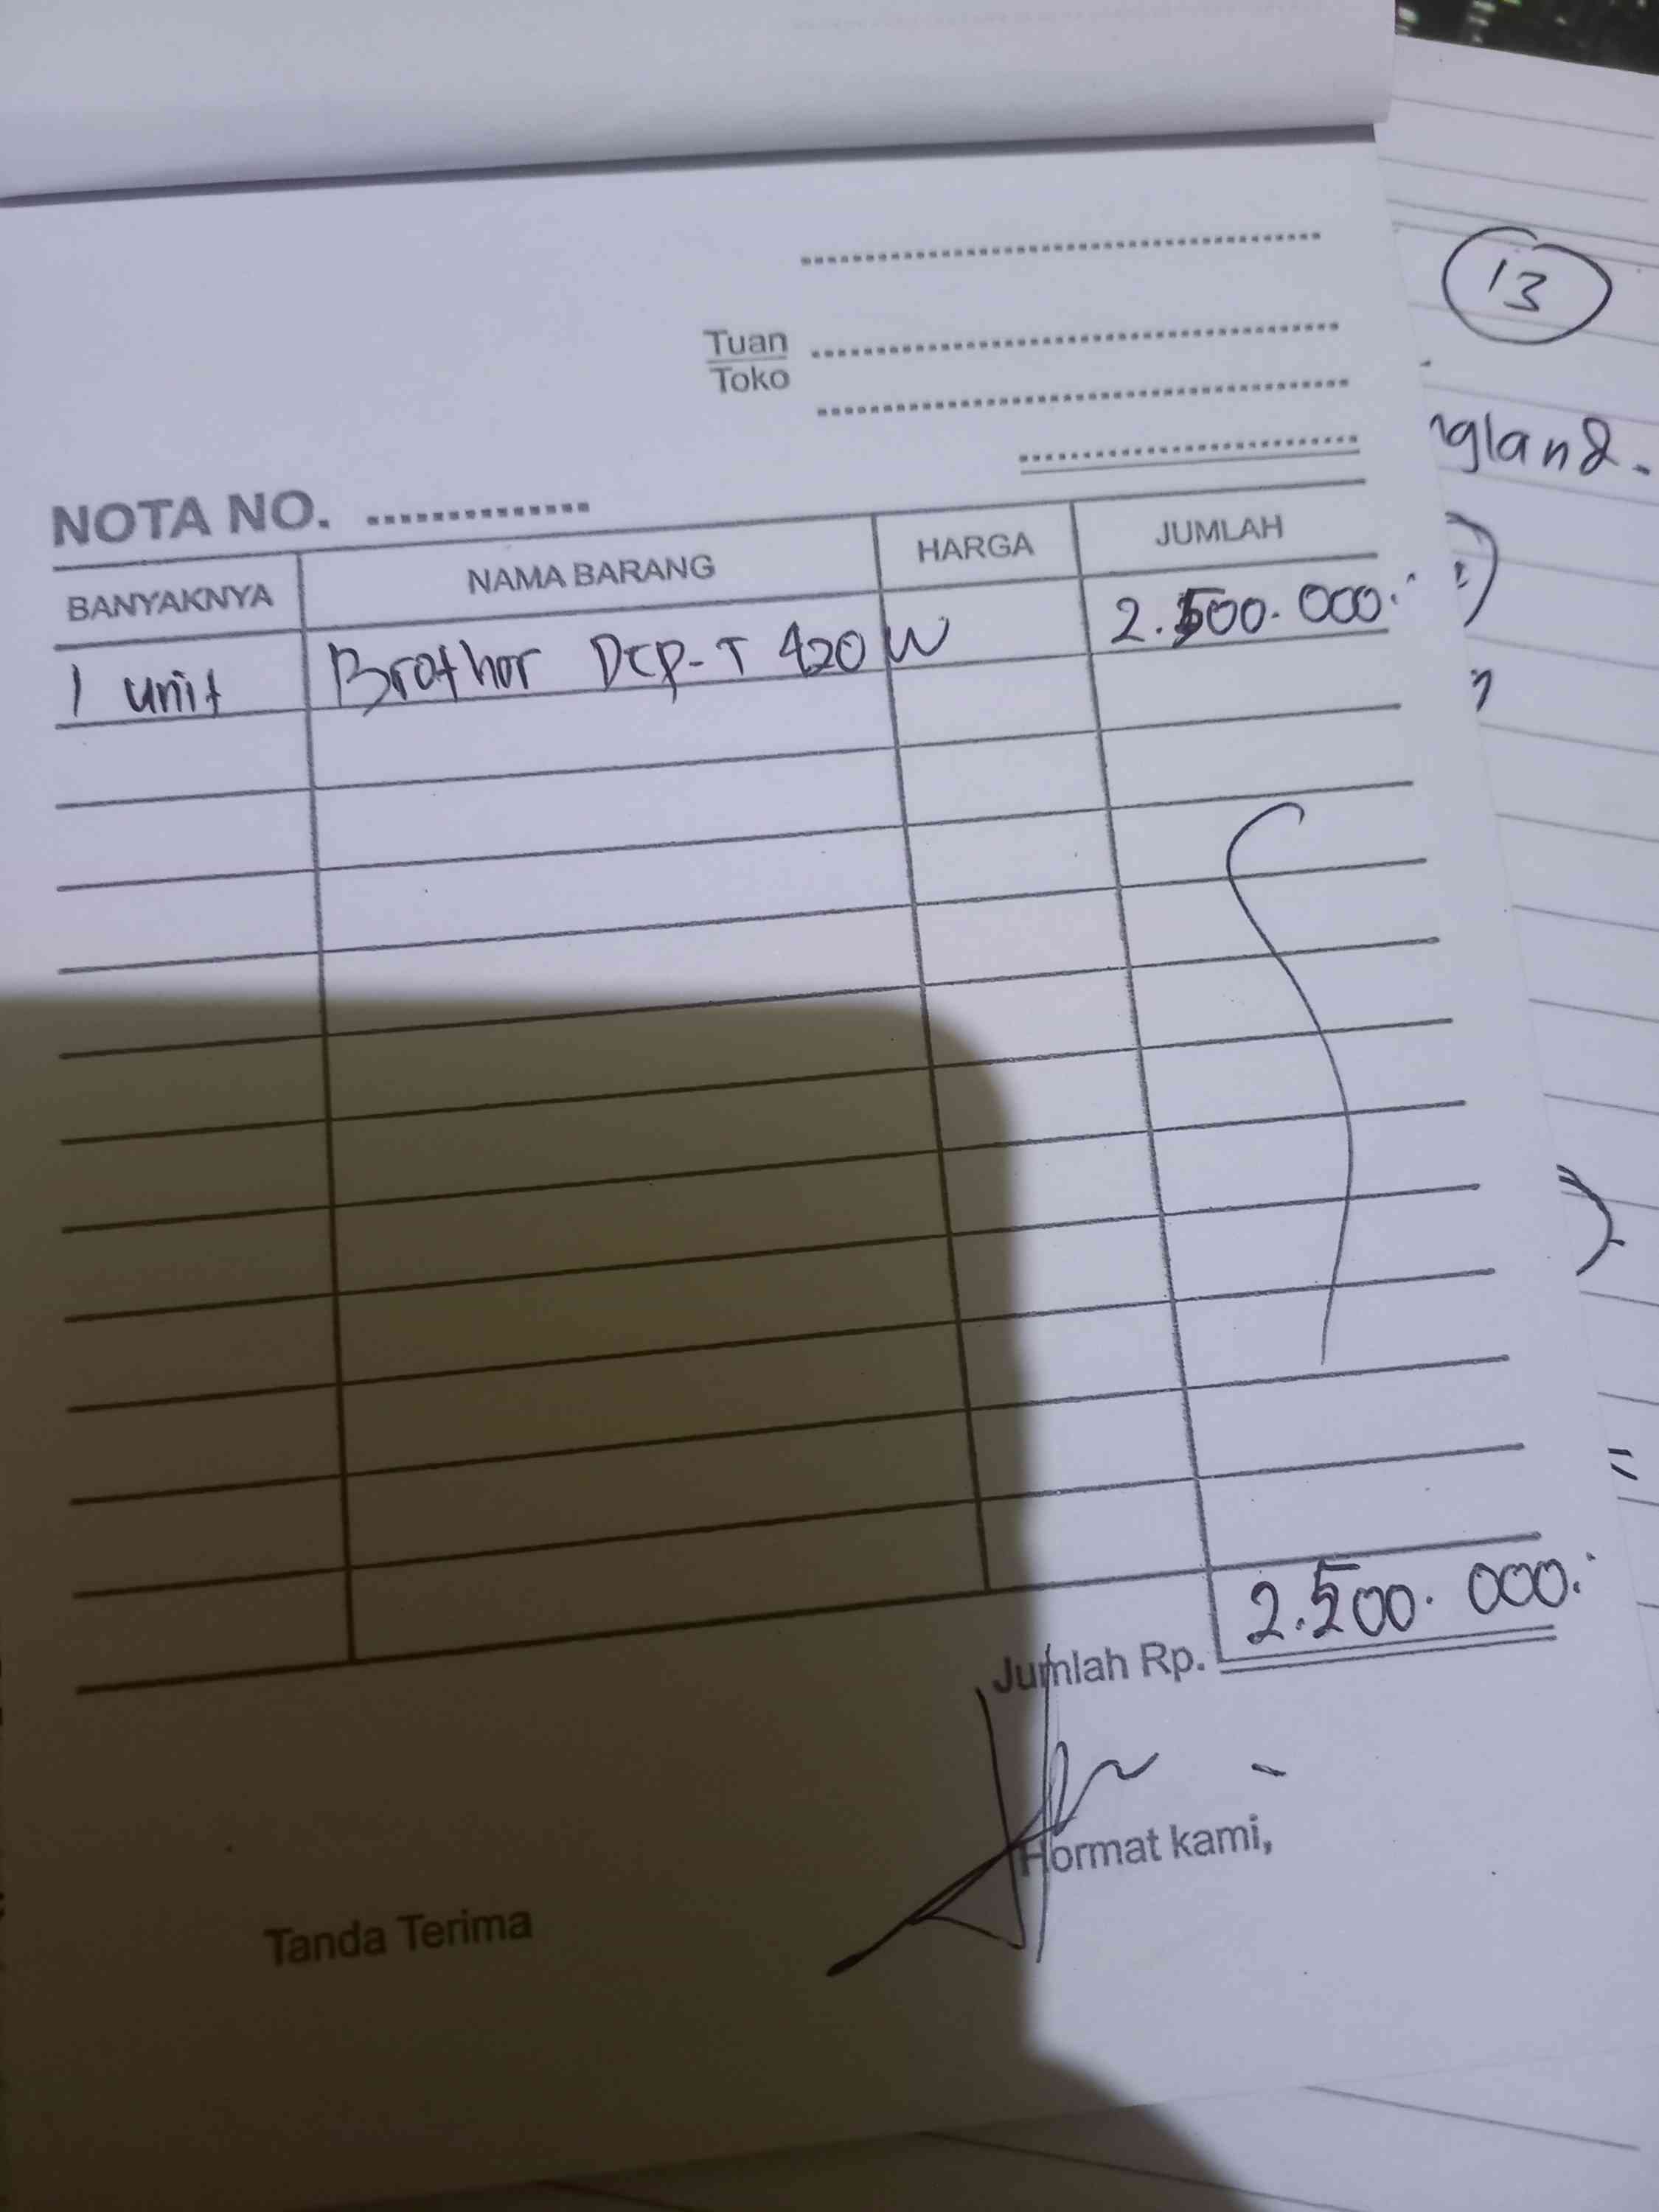 Tuan
Toko
NOTA NO. ..............
BANYAKNYA NAMA BARANG HARGA JUMLAH
1 unit Brother DCP-T 420 W 2.500.000.
2.500.000.
Jumlah Rp.
Hormat kami,
Tanda Terima
13
ngland.